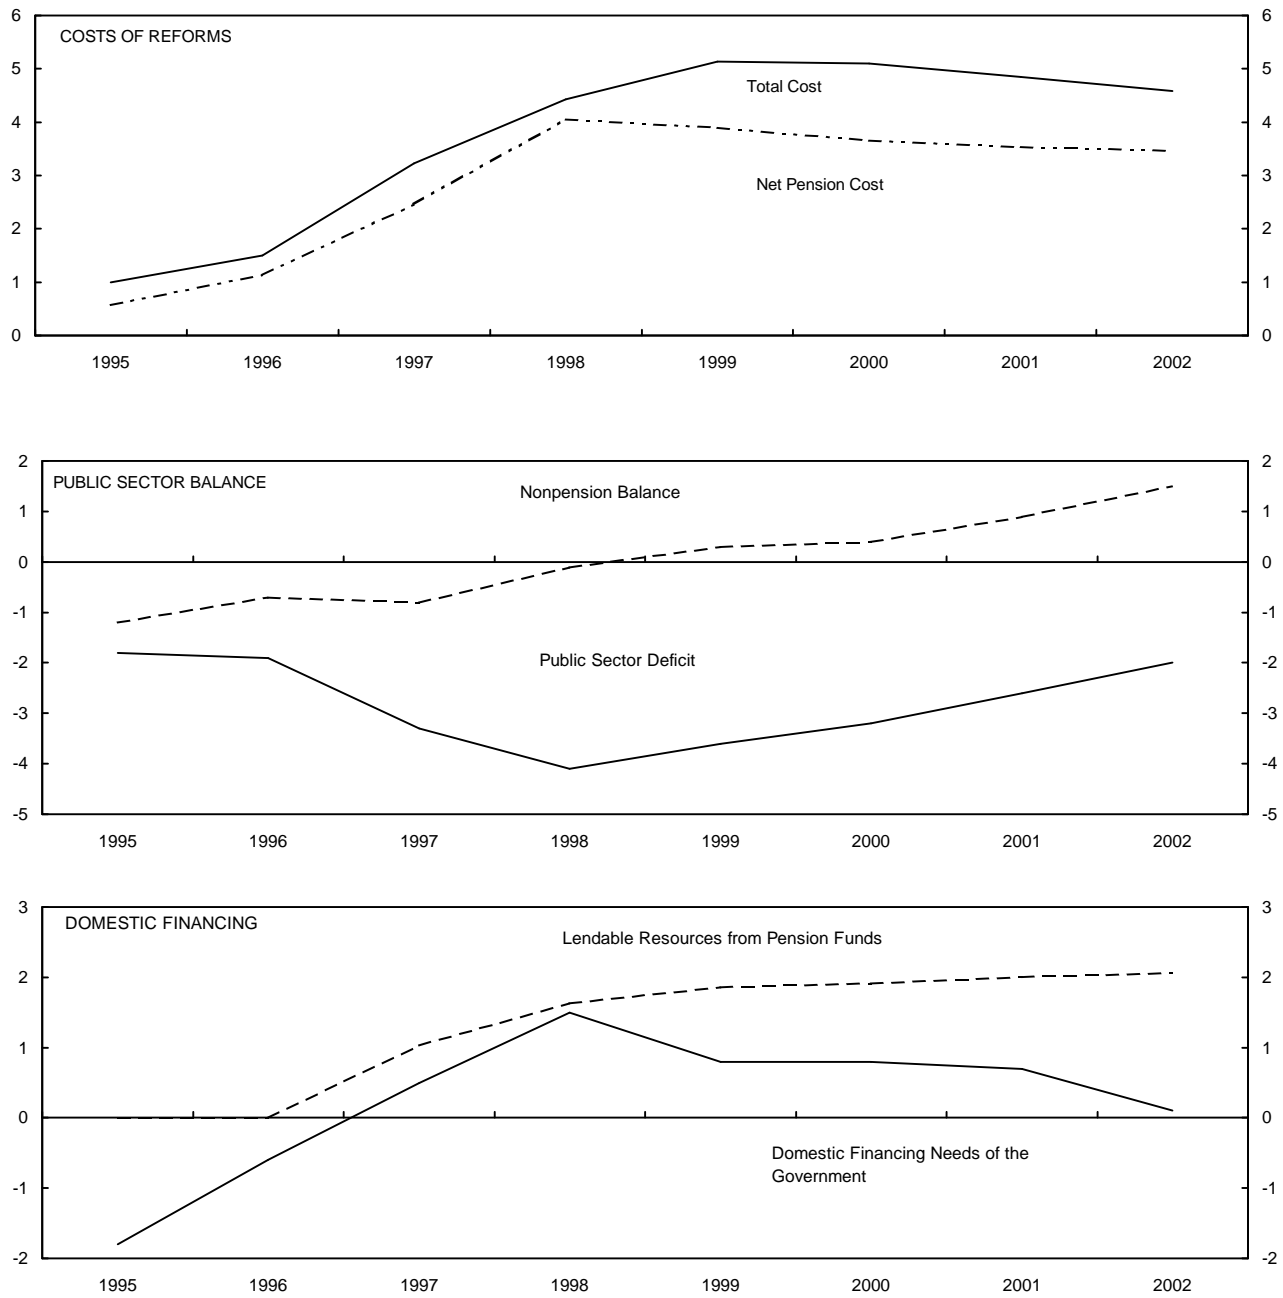 6 6
COSTS OF REFORMS
5 5
Total Cost
4 4
3 3
Net Pension Cost
2 2
1 1
0 0
1995 1996 1997 1998 1999 2000 2001 2002
2 2
PUBLIC SECTOR BALANCE
Nonpension Balance
1 1
0 0
-1 -1
Public Sector Deficit
-2 -2
-3 -3
-4 -4
-5 -5
1995 1996 1997 1998 1999 2000 2001 2002
3 3
DOMESTIC FINANCING
Lendable Resources from Pension Funds
2 2
1 1
0 0
Domestic Financing Needs of the
Government
-1 -1
-2 -2
1995 1996 1997 1998 1999 2000 2001 2002